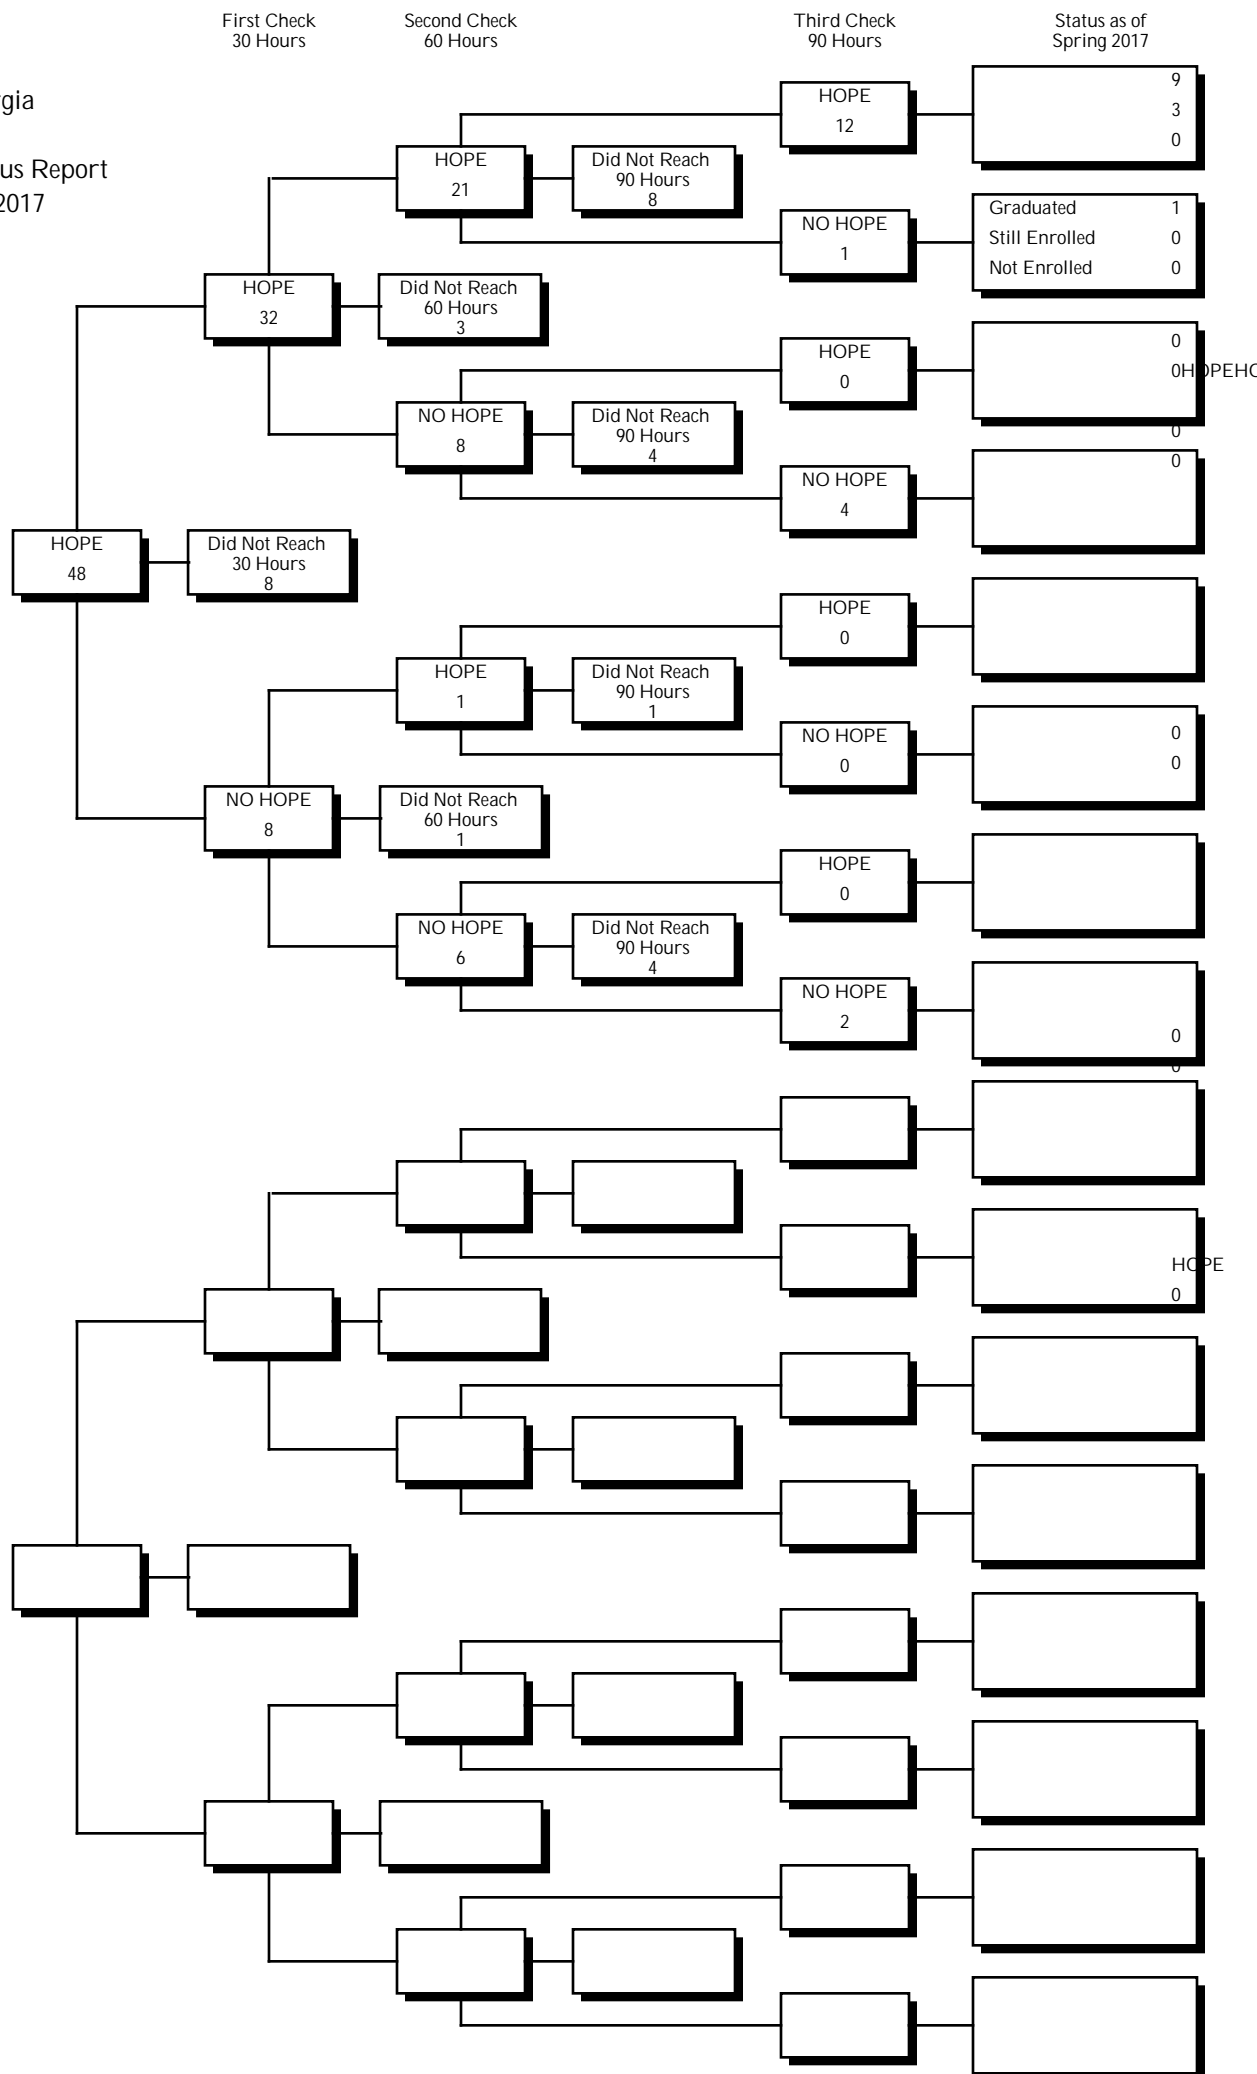 First Check
30 Hours
Second Check
60 Hours
Third Check
90 Hours
Status as of
Spring 2017
gia
us Report
2017
HOPE
12
9
3
0
HOPE
21
Did Not Reach
90 Hours
8
NO HOPE
1
Graduated 1
Still Enrolled 0
Not Enrolled 0
HOPE
32
Did Not Reach
60 Hours
3
HOPE
0
0
0HOPEHO
NO HOPE
8
Did Not Reach
90 Hours
4
0
0
NO HOPE
4
HOPE
48
Did Not Reach
30 Hours
8
HOPE
0
HOPE
1
Did Not Reach
90 Hours
1
NO HOPE
0
0
0
NO HOPE
8
Did Not Reach
60 Hours
1
HOPE
0
NO HOPE
6
Did Not Reach
90 Hours
4
NO HOPE
2
0
0
HOPE
0